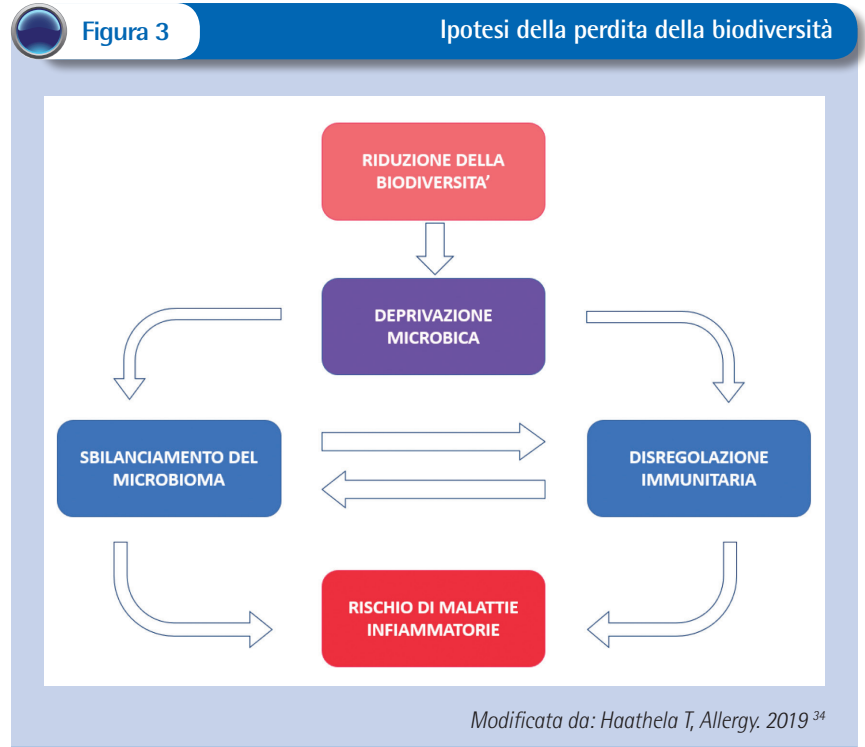 Figura 3
Ipotesi della perdita della biodiversità
RIDUZIONE DELLA
BIODIVERSITA’
DEPRIVAZIONE
MICROBICA
SBILANCIAMENTO DEL
MICROBIOMA
DISREGOLAZIONE
IMMUNITARIA
RISCHIO DI MALATTIE
INFIAMMATORIE
Modificata da: Haathela T, Allergy. 2019 34